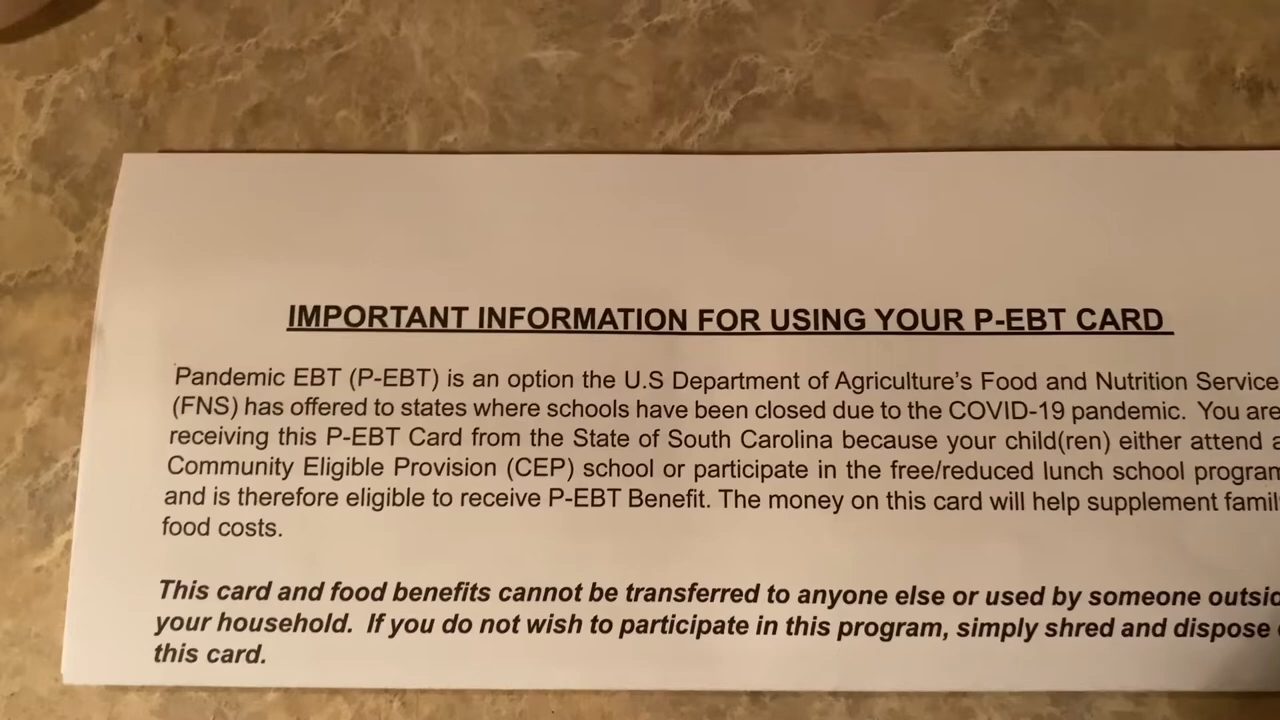 IMPORTANT INFORMATION FOR USING YOUR P-EBT CARD
Pandemic EBT (P-EBT) is an option the U.S Department of Agriculture's Food and Nutrition Service
(FNS) has offered to states where schools have been closed due to the COVID-19 pandemic. You are
receiving this P-EBT Card from the State of South Carolina because your child(ren) either attend a
Community Eligible Provision (CEP) school or participate in the free/reduced lunch school program
and is therefore eligible to receive P-EBT Benefit. The money on this card will help supplement famil
food costs.
This card and food benefits cannot be transferred to anyone else or used by someone outsid
your household. If you do not wish to participate in this program, simply shred and dispose
this card.